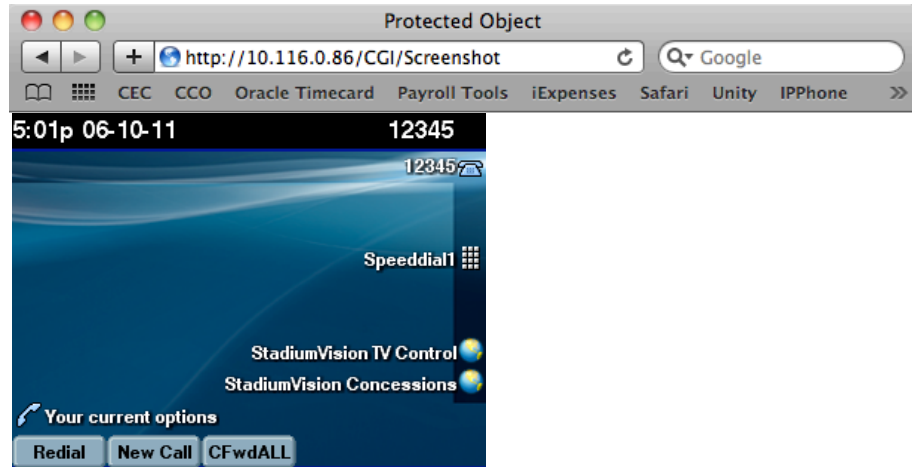 Protected Object
http://10.116.0.86/CGI/Screenshot Google
CEC CCO Oracle Timecard Payroll Tools iExpenses Safari Unity IPPhone
5:01p 06-10-11 12345
12345
Speeddial1
StadiumVision TV Control
StadiumVision Concessions
Your current options
Redial New Call CFwdALL